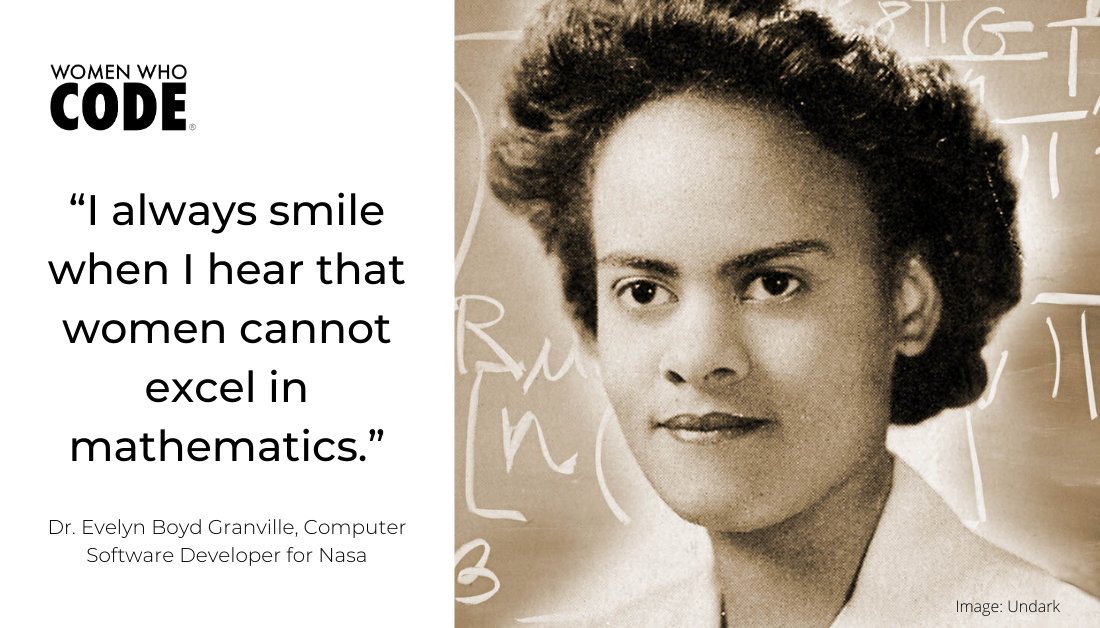 WOMEN WHO
CODE®
“I always smile
when I hear that
women cannot
excel in
mathematics.”
Dr. Evelyn Boyd Granville, Computer
Software Developer for Nasa
Image: Undark